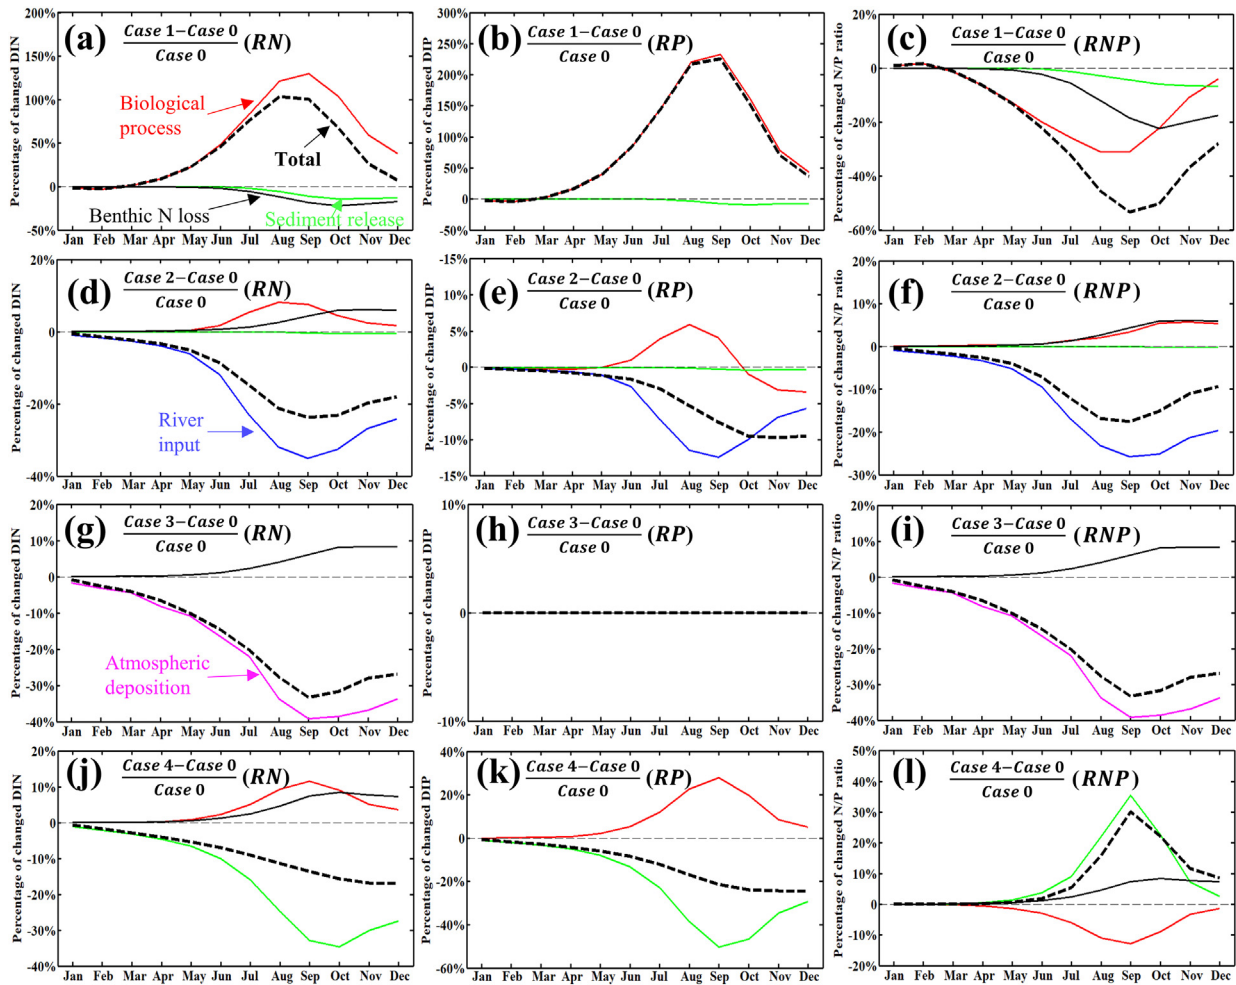 (a) Case 1−Case 0 / Case 0 (RN)
Percentage of changed DIN
200%
150%
100%
50%
0
-50%
Biological
process
Total
Benthic N loss
Sediment release
Jan Feb Mar Apr May Jun Jul Aug Sep Oct Nov Dec
(b) Case 1−Case 0 / Case 0 (RP)
Percentage of changed DIP
300%
250%
200%
150%
100%
50%
0
-50%
Jan Feb Mar Apr May Jun Jul Aug Sep Oct Nov Dec
(c) Case 1−Case 0 / Case 0 (RNP)
Percentage of changed N/P ratio
20%
0
-20%
-40%
-60%
Jan Feb Mar Apr May Jun Jul Aug Sep Oct Nov Dec
(d) Case 2−Case 0 / Case 0 (RN)
Percentage of changed DIN
20%
0
-20%
-40%
River
input
Jan Feb Mar Apr May Jun Jul Aug Sep Oct Nov Dec
(e) Case 2−Case 0 / Case 0 (RP)
Percentage of changed DIP
-15%
10%
-5%
0
-5%
-10%
-15%
Jan Feb Mar Apr May Jun Jul Aug Sep Oct Nov Dec
(f) Case 2−Case 0 / Case 0 (RNP)
Percentage of changed N/P ratio
20%
10%
0
-10%
-20%
-30%
Jan Feb Mar Apr May Jun Jul Aug Sep Oct Nov Dec
(g) Case 3−Case 0 / Case 0 (RN)
Percentage of changed DIN
20%
10%
0
-10%
-20%
-30%
-40%
Atmospheric
deposition
Jan Feb Mar Apr May Jun Jul Aug Sep Oct Nov Dec
(h) Case 3−Case 0 / Case 0 (RP)
Percentage of changed DIP
10%
0
-10%
Jan Feb Mar Apr May Jun Jul Aug Sep Oct Nov Dec
(i) Case 3−Case 0 / Case 0 (RNP)
Percentage of changed N/P ratio
20%
10%
0
-10%
-20%
-30%
-40%
Jan Feb Mar Apr May Jun Jul Aug Sep Oct Nov Dec
(j) Case 4−Case 0 / Case 0 (RN)
Percentage of changed DIN
20%
10%
0
-10%
-20%
-30%
-40%
Jan Feb Mar Apr May Jun Jul Aug Sep Oct Nov Dec
(k) Case 4−Case 0 / Case 0 (RP)
Percentage of changed DIP
40%
20%
0
-20%
-40%
-60%
Jan Feb Mar Apr May Jun Jul Aug Sep Oct Nov Dec
(l) Case 4−Case 0 / Case 0 (RNP)
Percentage of changed N/P ratio
50%
40%
30%
20%
10%
0
-10%
-20%
Jan Feb Mar Apr May Jun Jul Aug Sep Oct Nov Dec